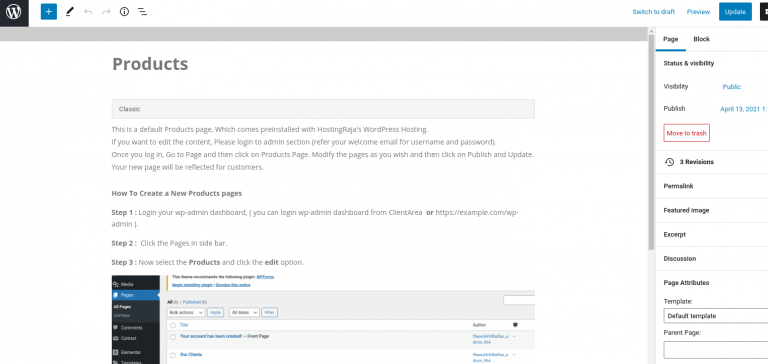 Switch to draft Preview Update
Page Block
Products
Status & visibility
Visibility Public
Classic
Publish April 13, 2021 1:
This is a default Products page, Which comes preinstalled with HostingRaja's WordPress Hosting.
If you want to edit the content, Please login to admin section (refer your welcome email for username and password).
Move to trash
Once you log in, Go to Page and then click on Products Page. Modify the pages as you wish and then click on Publish and Update.
Your new page will be reflected for customers.
3 Revisions
Permalink
How To Create a New Products pages
Step 1 : Login your wp-admin dashboard, ( you can login wp-admin dashboard from ClientArea or https://example.com/wp-
admin ).
Featured image
Excerpt
Step 2 : Click the Pages in side bar.
Discussion
Step 3 : Now select the Products and click the edit option.
Page Attributes
Template:
Default template
Parent Page:
This theme recommends the following plugin: WPForms.
Begin installing plugin | Dismiss this notice
Media
Pages
All Pages
Add New
Comments
Contact
Elementor
Templates
All (6) | Published (6)
Bulk actions Apply All dates Filter
Title Author
Your account has been created! — Front Page
Our Clients